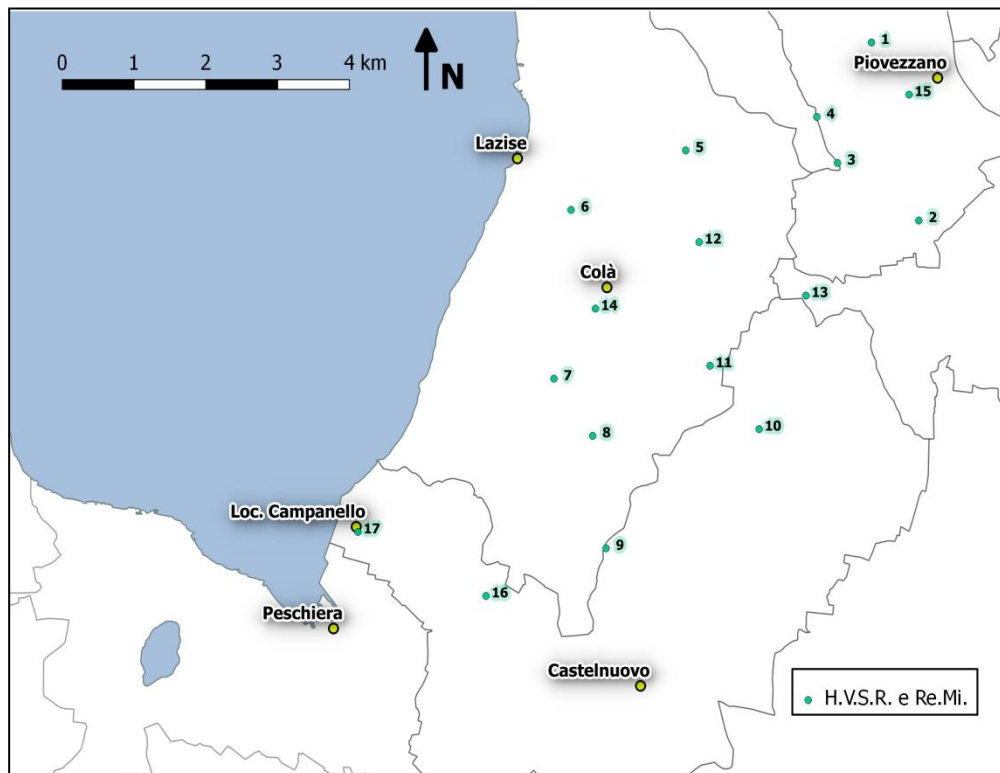 0 1 2 3 4 km
N
1
Piovezzano
15
4
Lazise
5
3
6
2
12
Colà
13
14
11
7
10
8
Loc. Campanello
17
9
16
Peschiera
Castelnuovo
H.V.S.R. e Re.Mi.